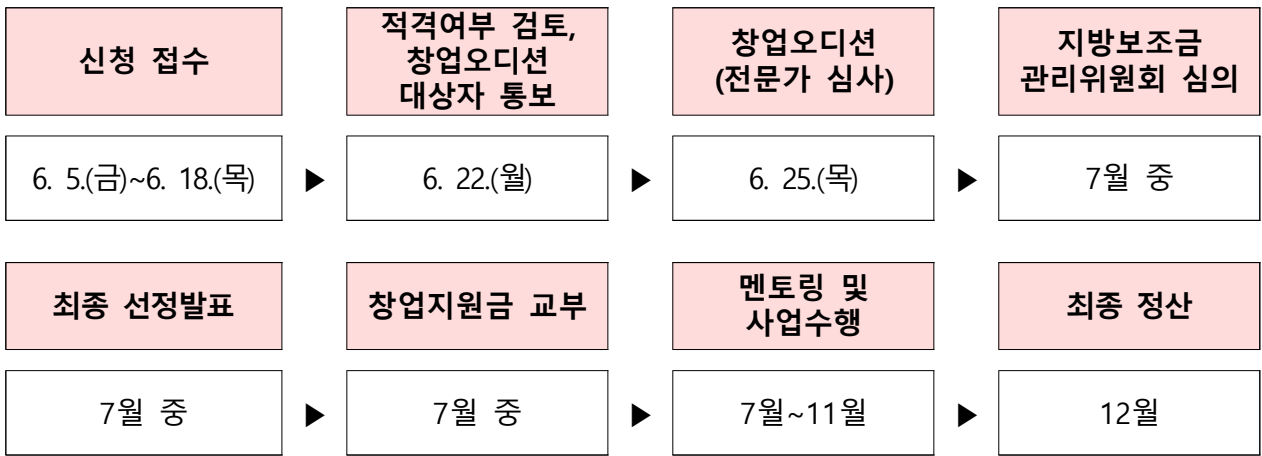 신청 접수
적격여부 검토,
창업오디션
대상자 통보
창업오디션
(전문가 심사)
지방보조금
관리위원회 심의
6. 5.(금)~6. 18.(목)
▶
6. 22.(월)
▶
6. 25.(목)
▶
7월 중
최종 선정발표
창업지원금 교부
멘토링 및
사업수행
최종 정산
7월 중
▶
7월 중
▶
7월~11월
▶
12월